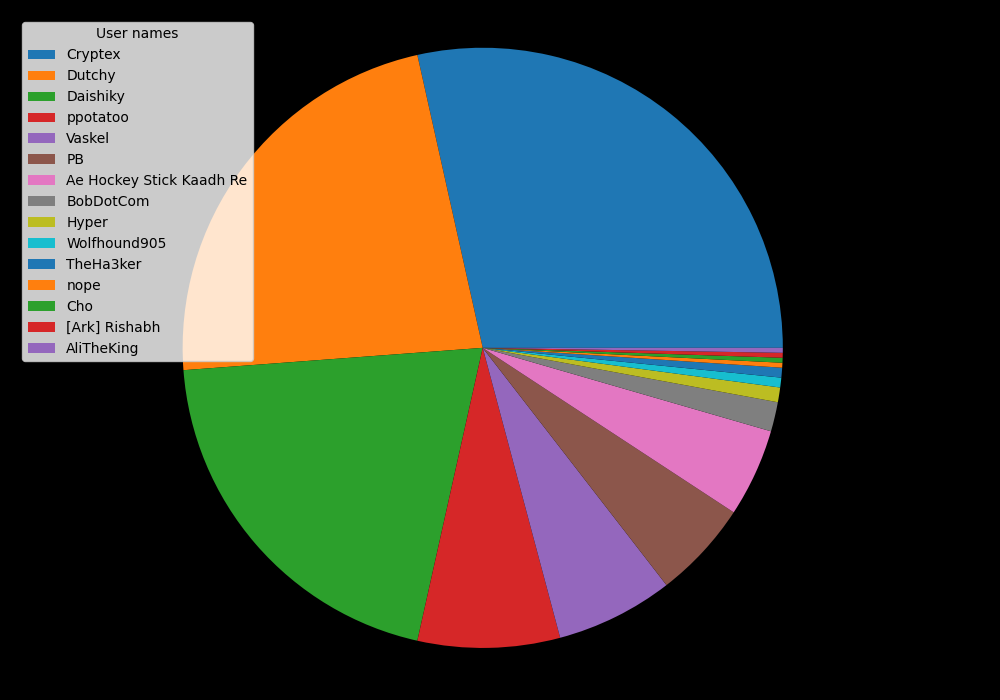 User names
Cryptex
Dutchy
Daishiky
ppotatoo
Vaskel
PB
Ae Hockey Stick Kaadh Re
BobDotCom
Hyper
Wolfhound905
TheHa3ker
nope
Cho
[Ark] Rishabh
AliTheKing